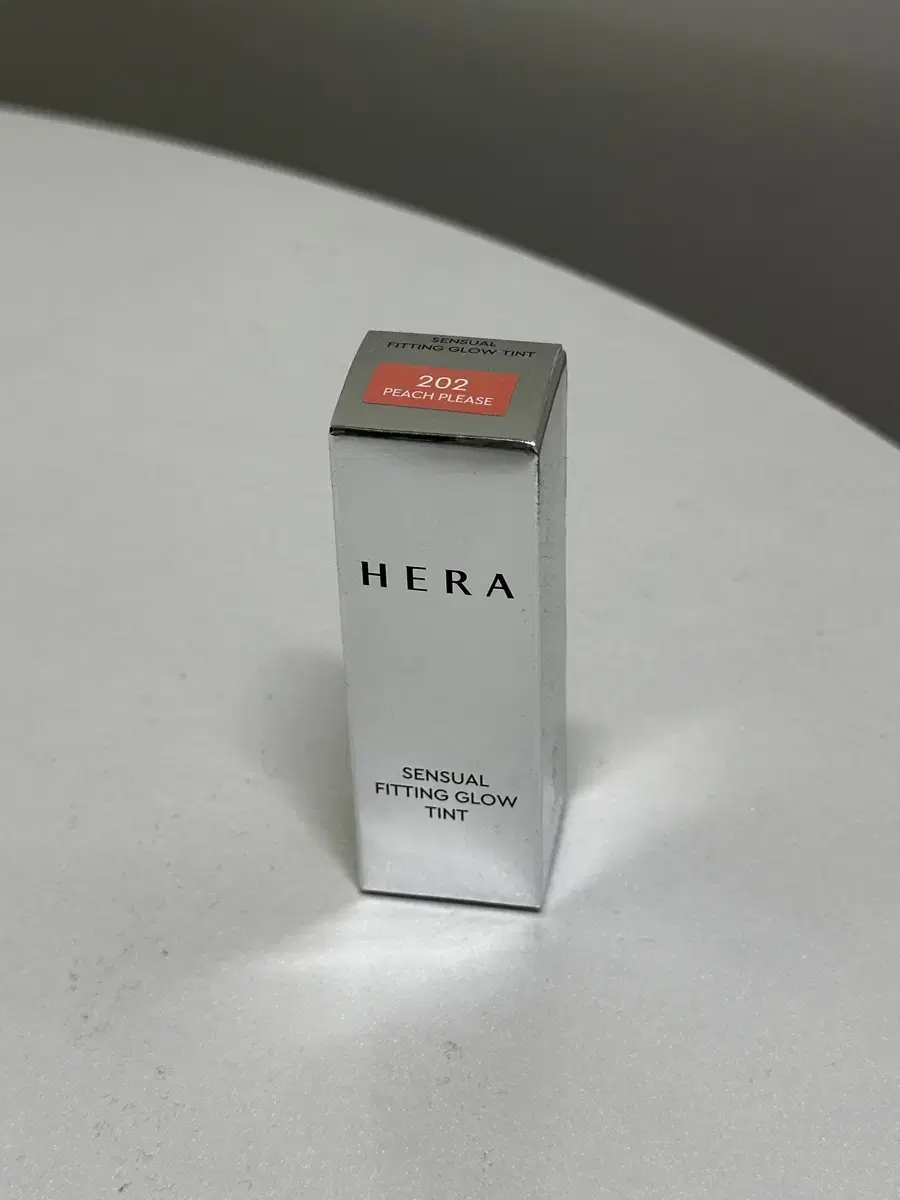 SENSUAL
FITTING GLOW TINT
202
PEACH PLEASE
HERA
SENSUAL
FITTING GLOW
TINT